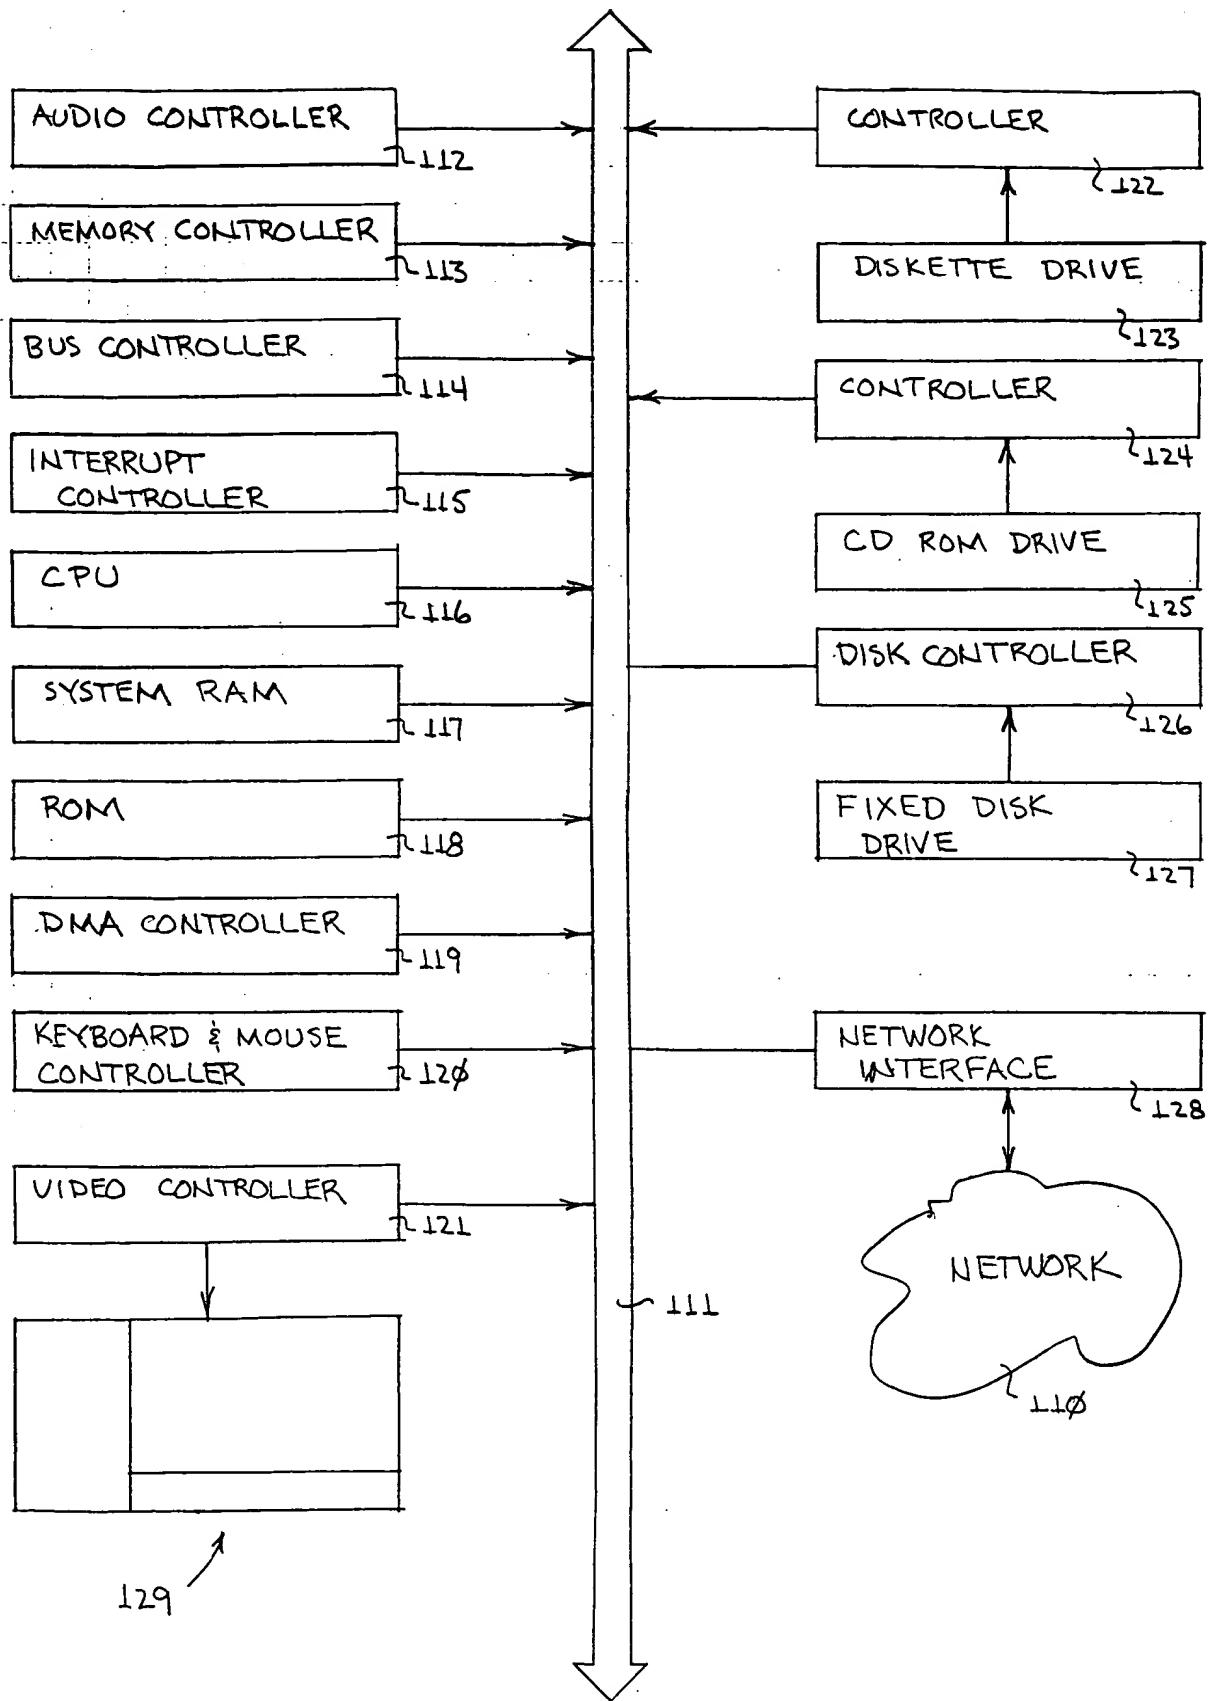 AUDIO CONTROLLER
112
MEMORY CONTROLLER
113
BUS CONTROLLER
114
INTERRUPT
CONTROLLER
115
CPU
116
SYSTEM RAM
117
ROM
118
DMA CONTROLLER
119
KEYBOARD & MOUSE
CONTROLLER
12Ø
VIDEO CONTROLLER
121
129
111
CONTROLLER
122
DISKETTE DRIVE
123
CONTROLLER
124
CD ROM DRIVE
125
DISK CONTROLLER
126
FIXED DISK
DRIVE
127
NETWORK
INTERFACE
128
NETWORK
11Ø